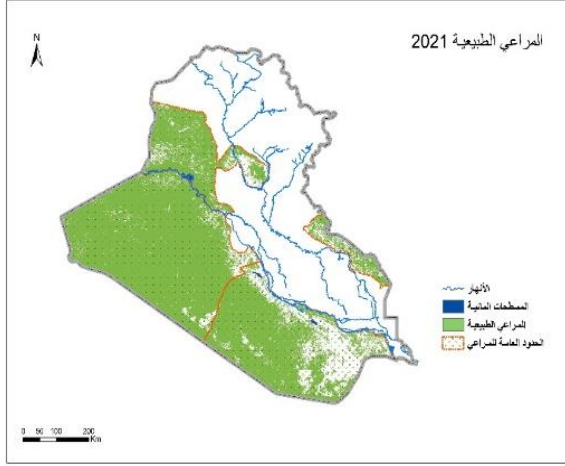 المراعي الطبيعية 2021
N
الأنهار
المسطحات المائية
المراعي الطبيعية
الحدود العامة للمراعي
0 50 100 200
Km